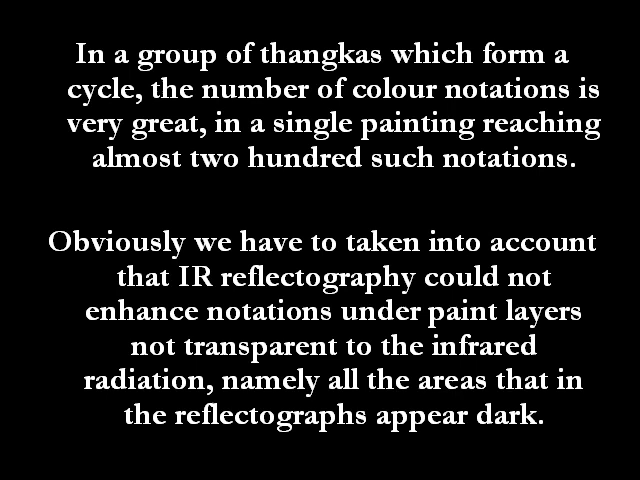 In a group of thangkas which form a
cycle, the number of colour notations is
very great, in a single painting reaching
almost two hundred such notations.
Obviously we have to taken into account
that IR reflectography could not
enhance notations under paint layers
not transparent to the infrared
radiation, namely all the areas that in
the reflectographs appear dark.